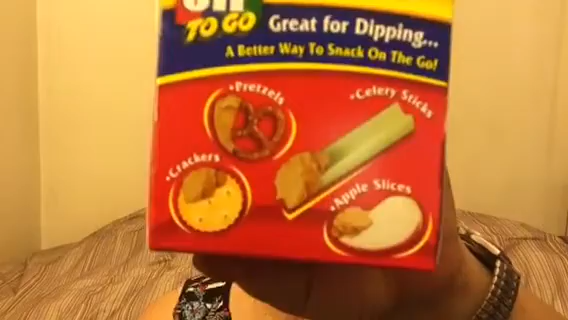 TO GO
Great for Dipping...
A Better Way To Snack On The Go!
•Pretzels
•Celery Sticks
•Crackers
•Apple Slices